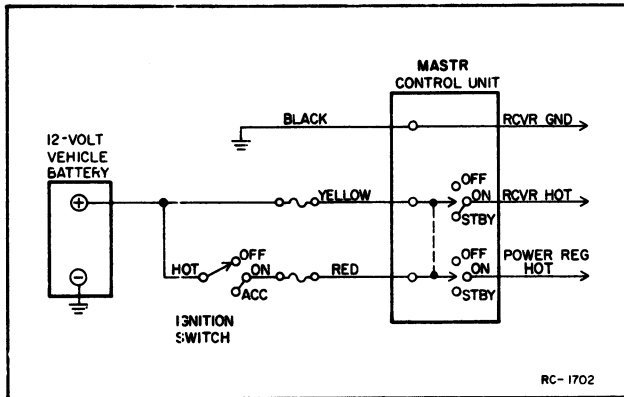 MASTR
CONTROL UNIT
BLACK
RCVR GND
12-VOLT
VEHICLE
BATTERY
+
YELLOW
OFF
ON
RCVR HOT
STBY
HOT
OFF
ON
ACC
RED
OFF
ON
POWER REG
HOT
STBY
−
IGNITION
SWITCH
RC-1702